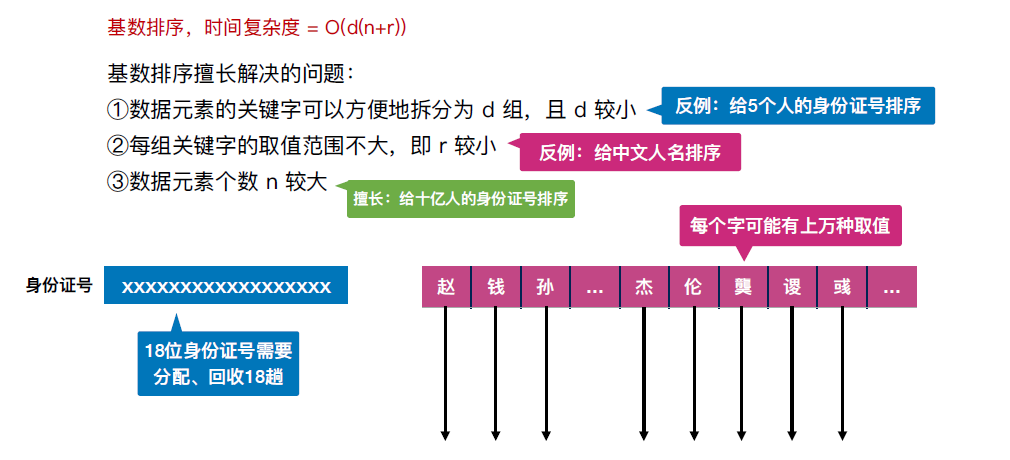 基数排序，时间复杂度 = O(d(n+r))
基数排序擅长解决的问题：
①数据元素的关键字可以方便地拆分为 d 组，且 d 较小
反例：给5个人的身份证号排序
②每组关键字的取值范围不大，即 r 较小
反例：给中文人名排序
③数据元素个数 n 较大
擅长：给十亿人的身份证号排序
每个字可能有上万种取值
身份证号 xxxxxxxxxxxxxxxxxx
赵 钱 孙 ... 杰 伦 龑 谡 彧 ...
18位身份证号需要
分配、回收18趟